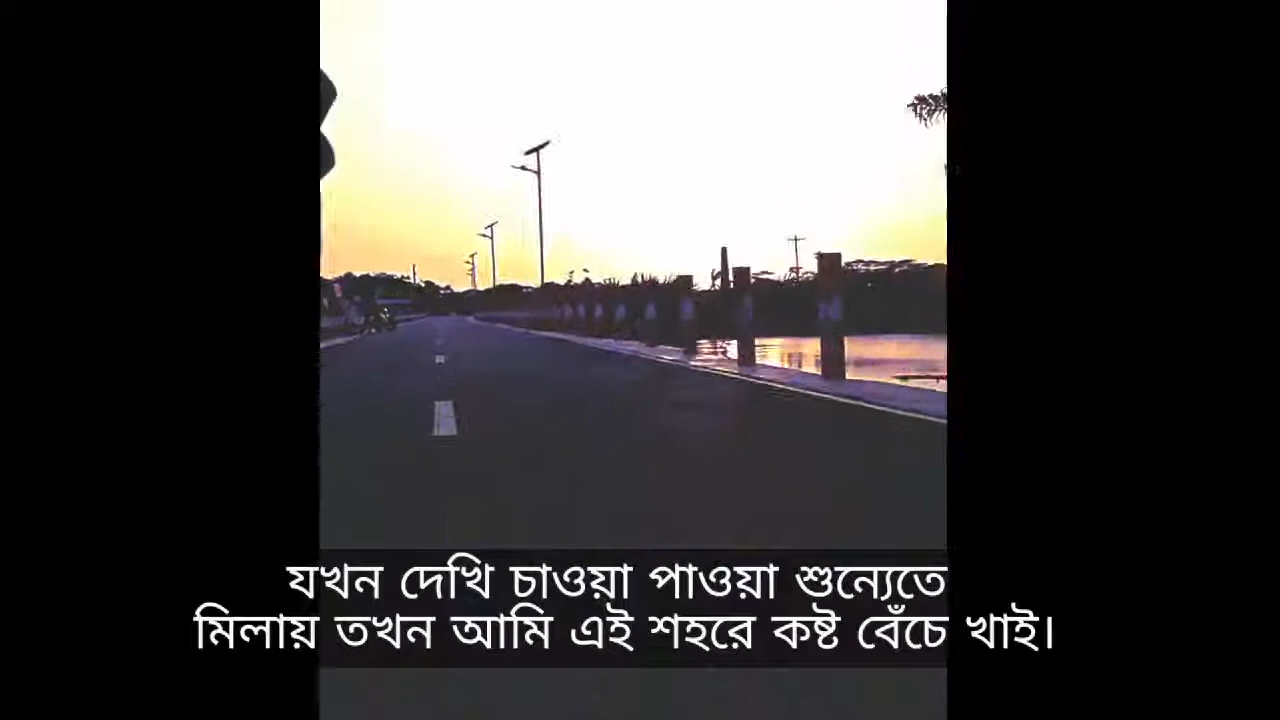 যখন দেখি চাওয়া পাওয়া শুন্যেতে
মিলায় তখন আমি এই শহরে কষ্ট বেঁচে খাই।